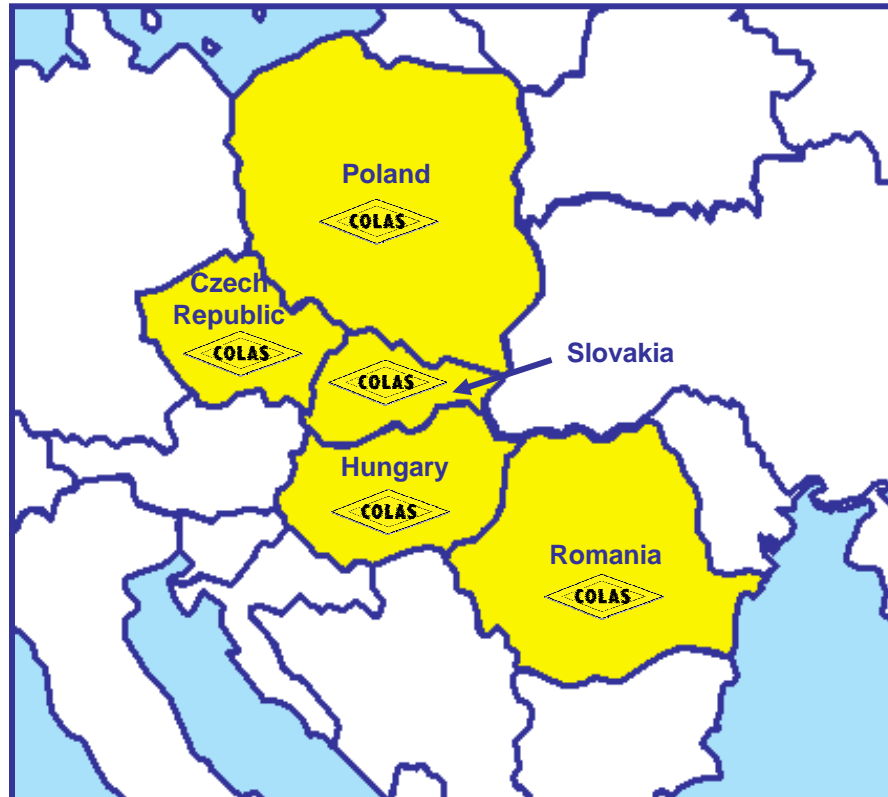 Poland
COLAS
Czech
Republic
COLAS
Slovakia
COLAS
Hungary
COLAS
Romania
COLAS